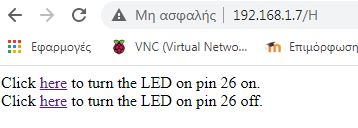 Μη ασφαλής 192.168.1.7/H
Εφαρμογές VNC (Virtual Netwo... Επιμόρφωση
Click here to turn the LED on pin 26 on.
Click here to turn the LED on pin 26 off.